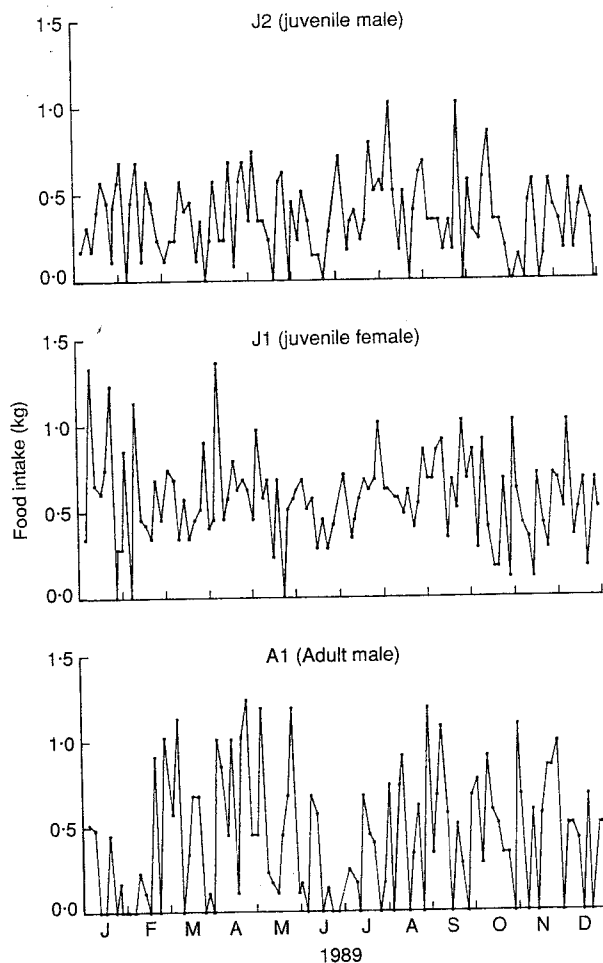 J2 (juvenile male)
1·5
1·0
0·5
0·0
J1 (juvenile female)
1·5
1·0
0·5
0·0
Food intake (kg)
A1 (Adult male)
1·5
1·0
0·5
0·0
J F M A M J J A S O N D
1989